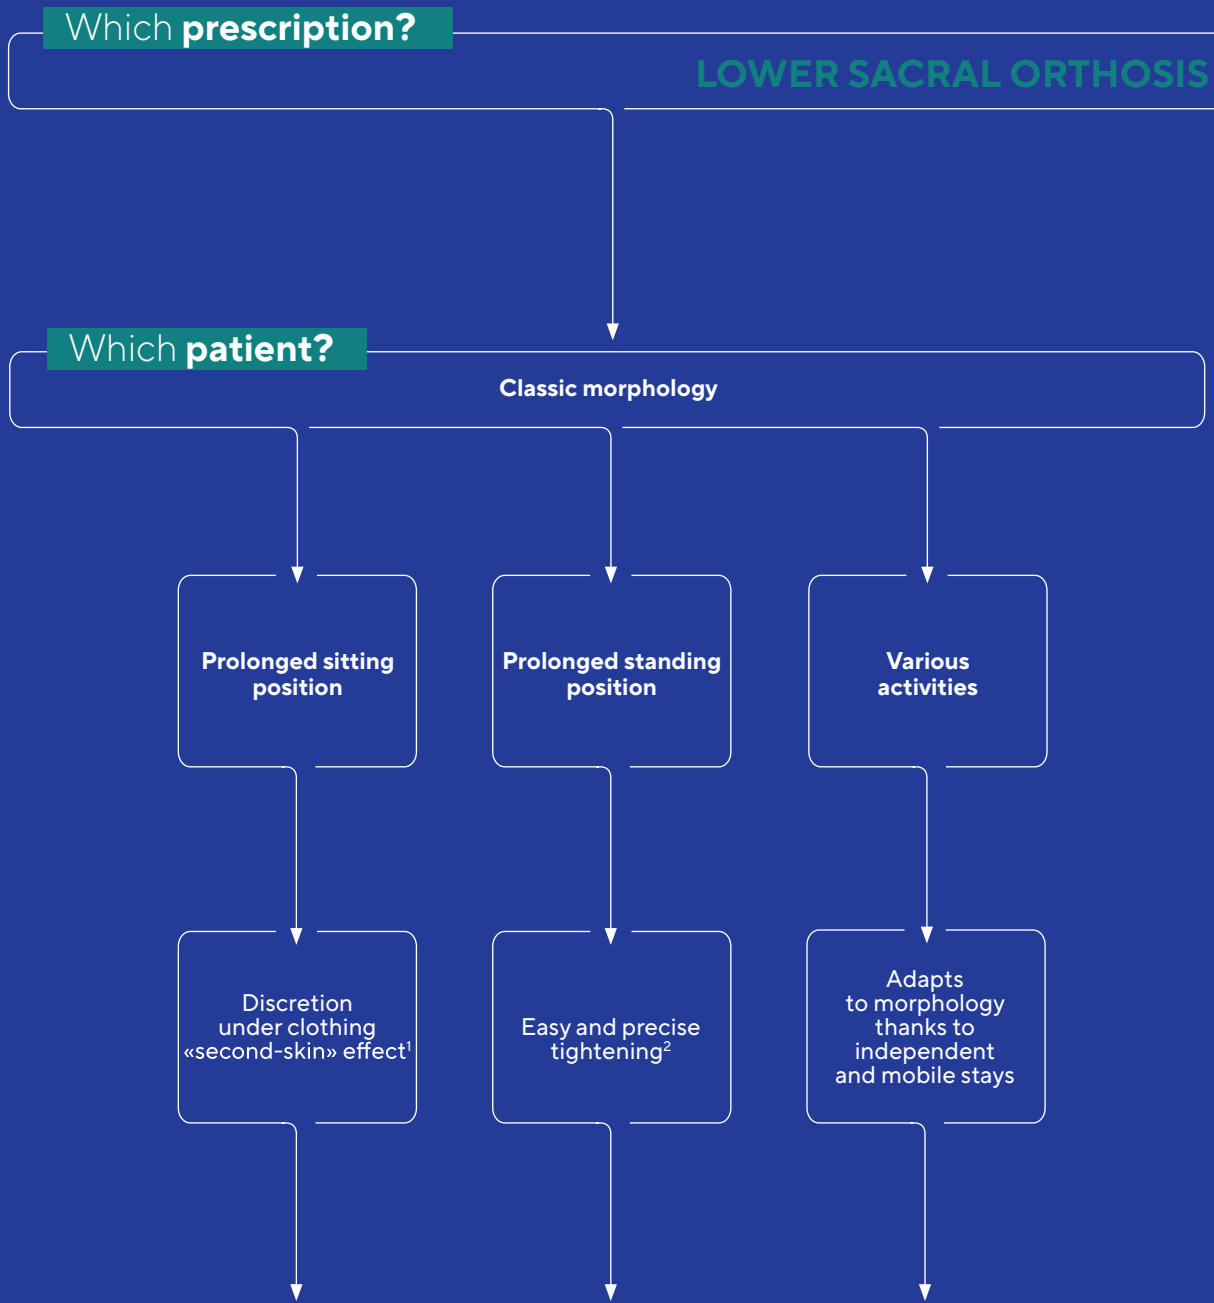 Which prescription?
LOWER SACRAL ORTHOSIS
Which patient?
Classic morphology
Prolonged sitting
position
Prolonged standing
position
Various
activities
Discretion
under clothing
«second-skin» effect¹
Easy and precise
tightening²
Adapts
to morphology
thanks to
independent
and mobile stays